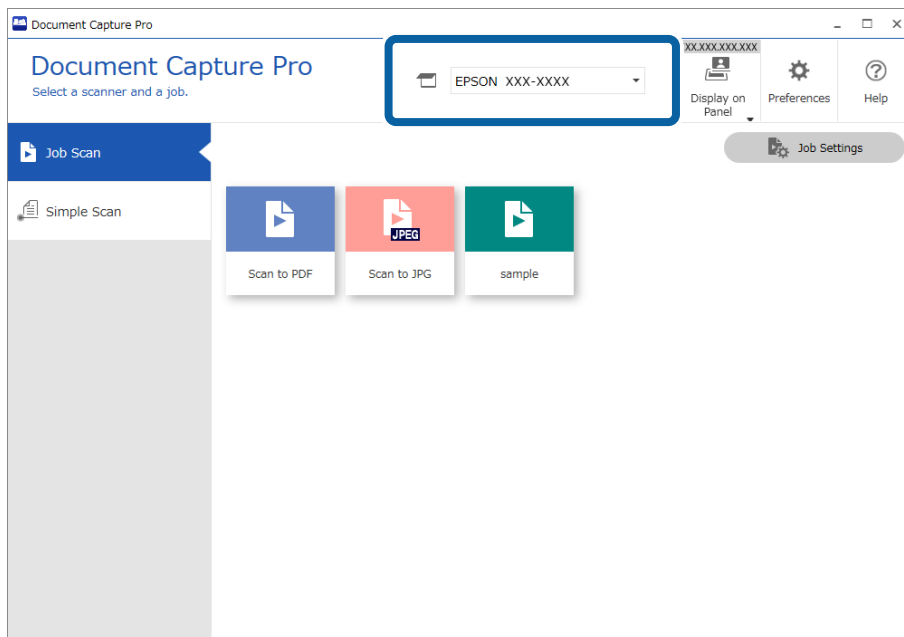 Document Capture Pro
Document Capture Pro
Select a scanner and a job.
EPSON XXX-XXXX
XX.XXX.XXX.XXX
Display on
Panel
Preferences
Help
Job Scan
Job Settings
Simple Scan
JPEG
Scan to PDF
Scan to JPG
sample